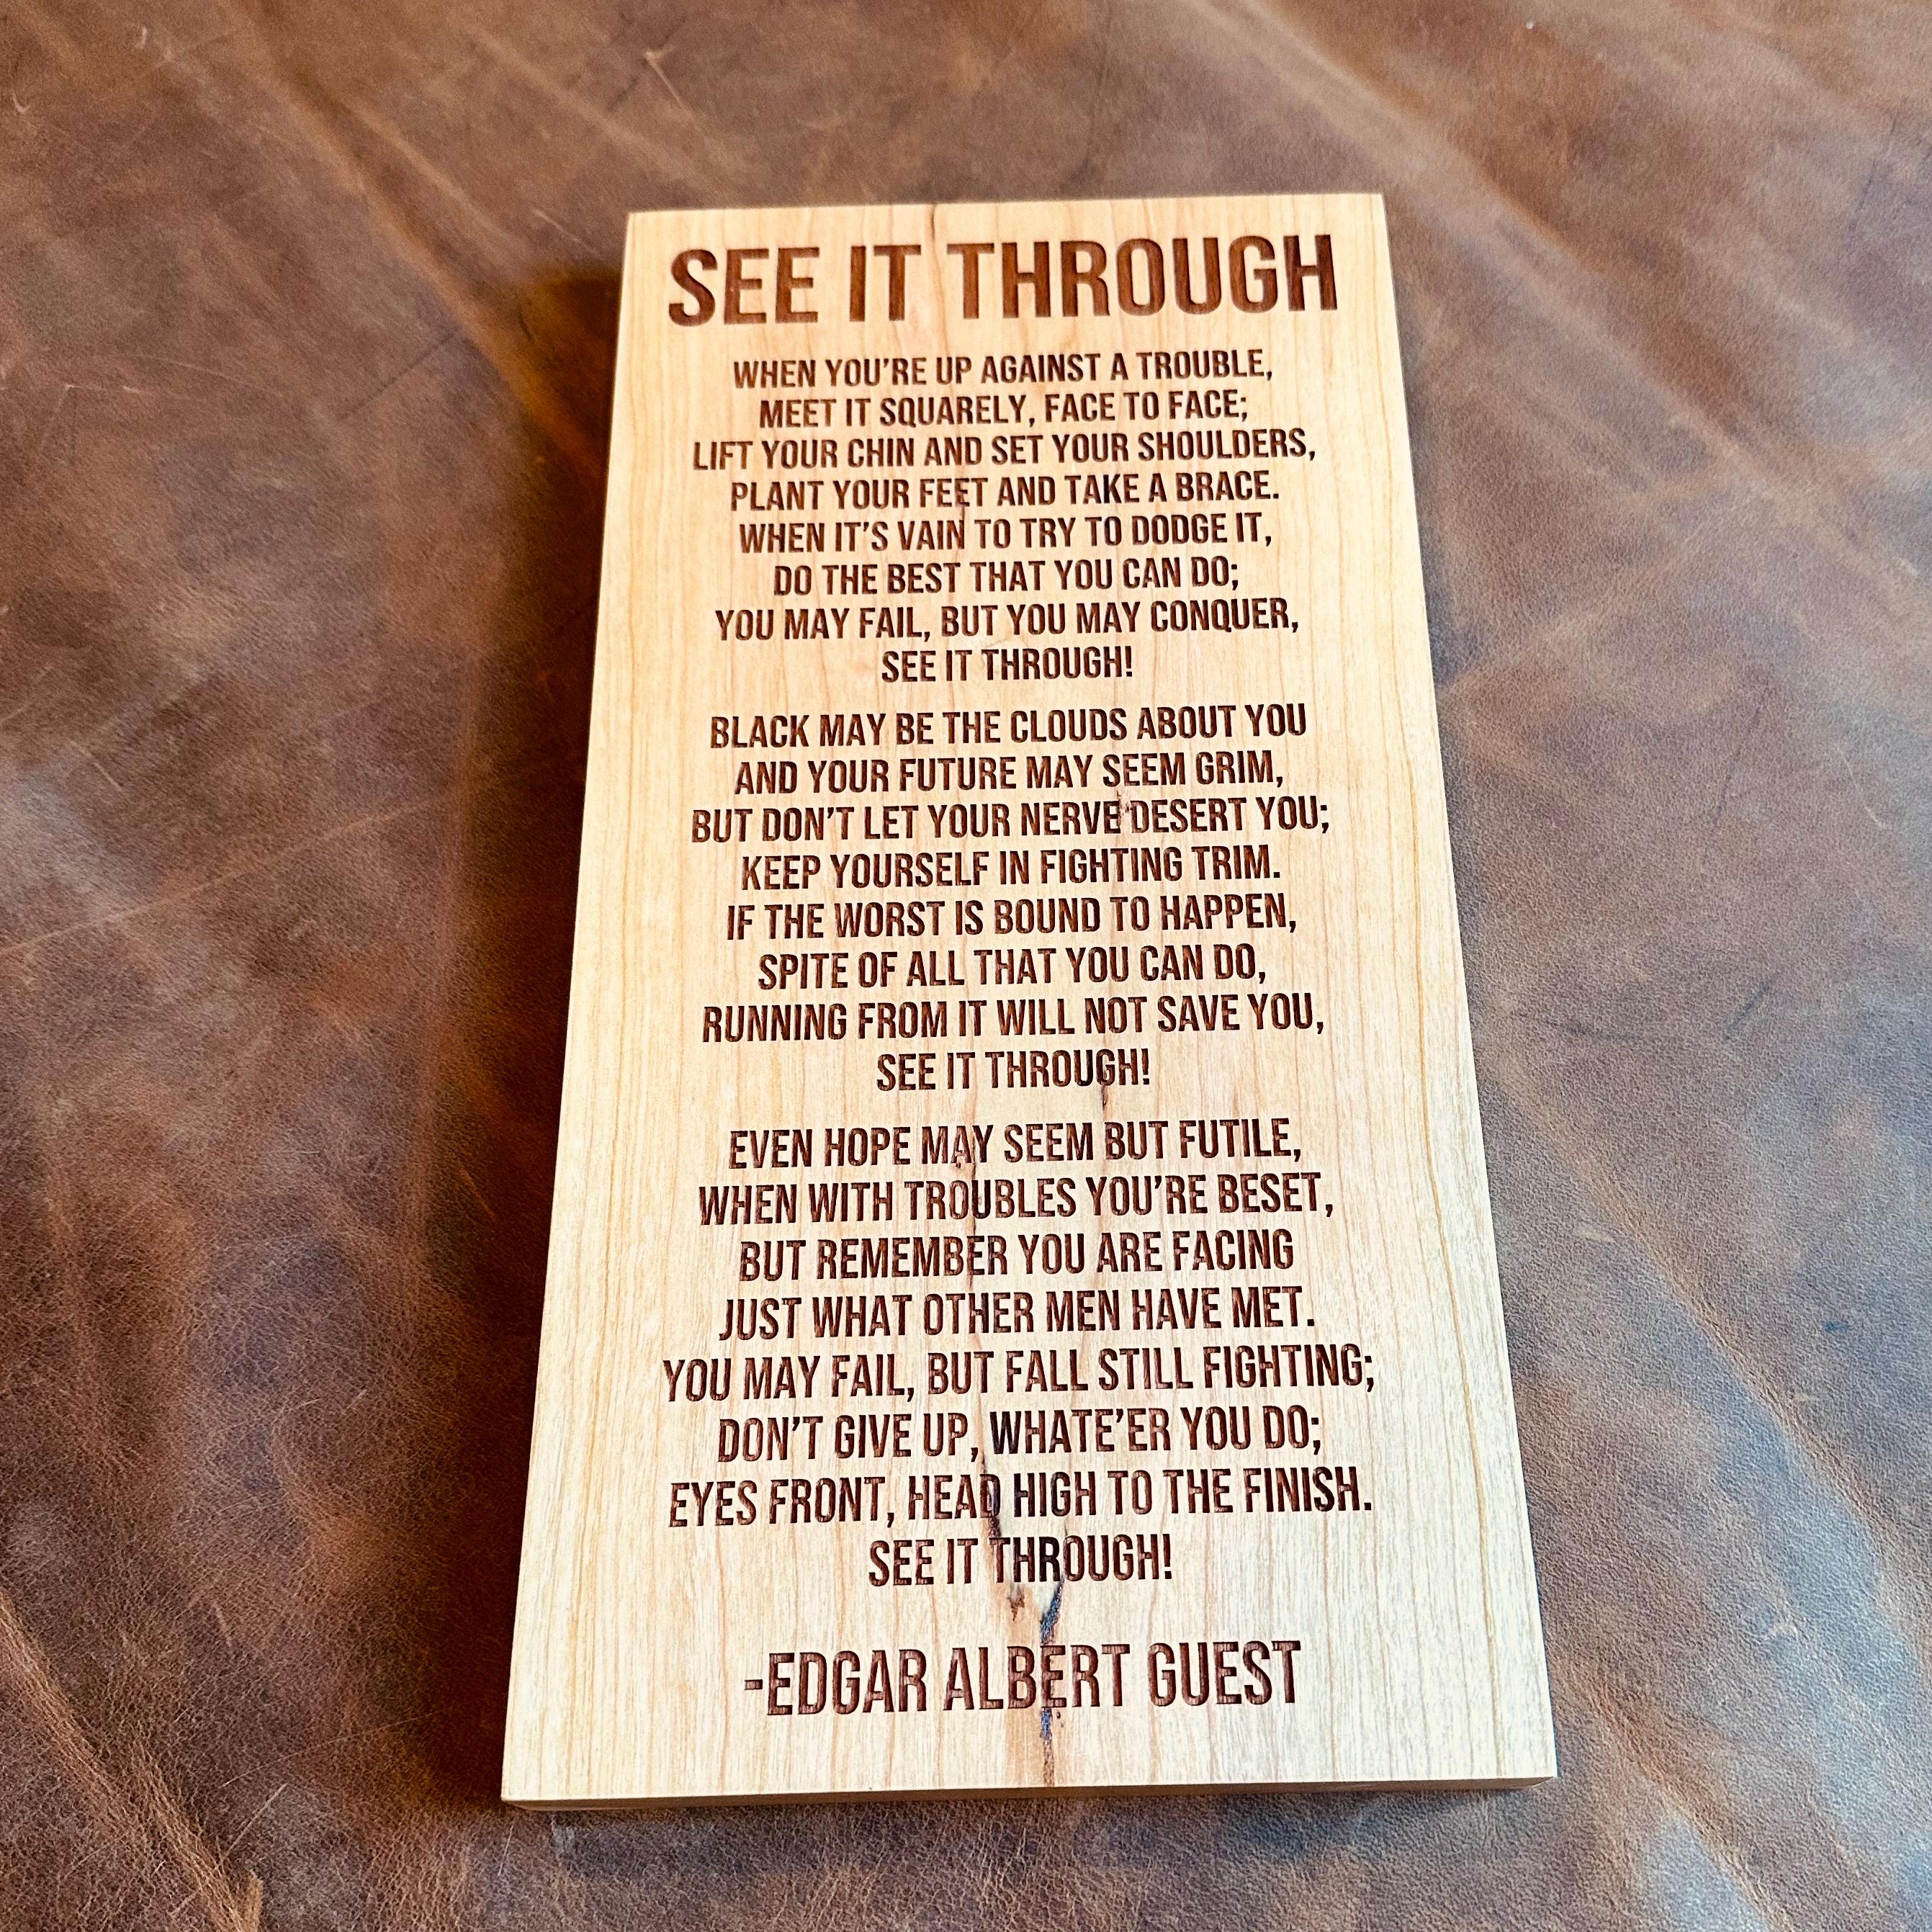 SEE IT THROUGH
WHEN YOU'RE UP AGAINST A TROUBLE,
MEET IT SQUARELY, FACE TO FACE;
LIFT YOUR CHIN AND SET YOUR SHOULDERS,
PLANT YOUR FEET AND TAKE A BRACE.
WHEN IT'S VAIN TO TRY TO DODGE IT,
DO THE BEST THAT YOU CAN DO;
YOU MAY FAIL, BUT YOU MAY CONQUER,
SEE IT THROUGH!
BLACK MAY BE THE CLOUDS ABOUT YOU
AND YOUR FUTURE MAY SEEM GRIM,
BUT DON'T LET YOUR NERVE DESERT YOU;
KEEP YOURSELF IN FIGHTING TRIM.
IF THE WORST IS BOUND TO HAPPEN,
SPITE OF ALL THAT YOU CAN DO,
RUNNING FROM IT WILL NOT SAVE YOU,
SEE IT THROUGH!
EVEN HOPE MAY SEEM BUT FUTILE,
WHEN WITH TROUBLES YOU'RE BESET,
BUT REMEMBER YOU ARE FACING
JUST WHAT OTHER MEN HAVE MET.
YOU MAY FAIL, BUT FALL STILL FIGHTING;
DON'T GIVE UP, WHATE'ER YOU DO;
EYES FRONT, HEAD HIGH TO THE FINISH.
SEE IT THROUGH!
-EDGAR ALBERT GUEST